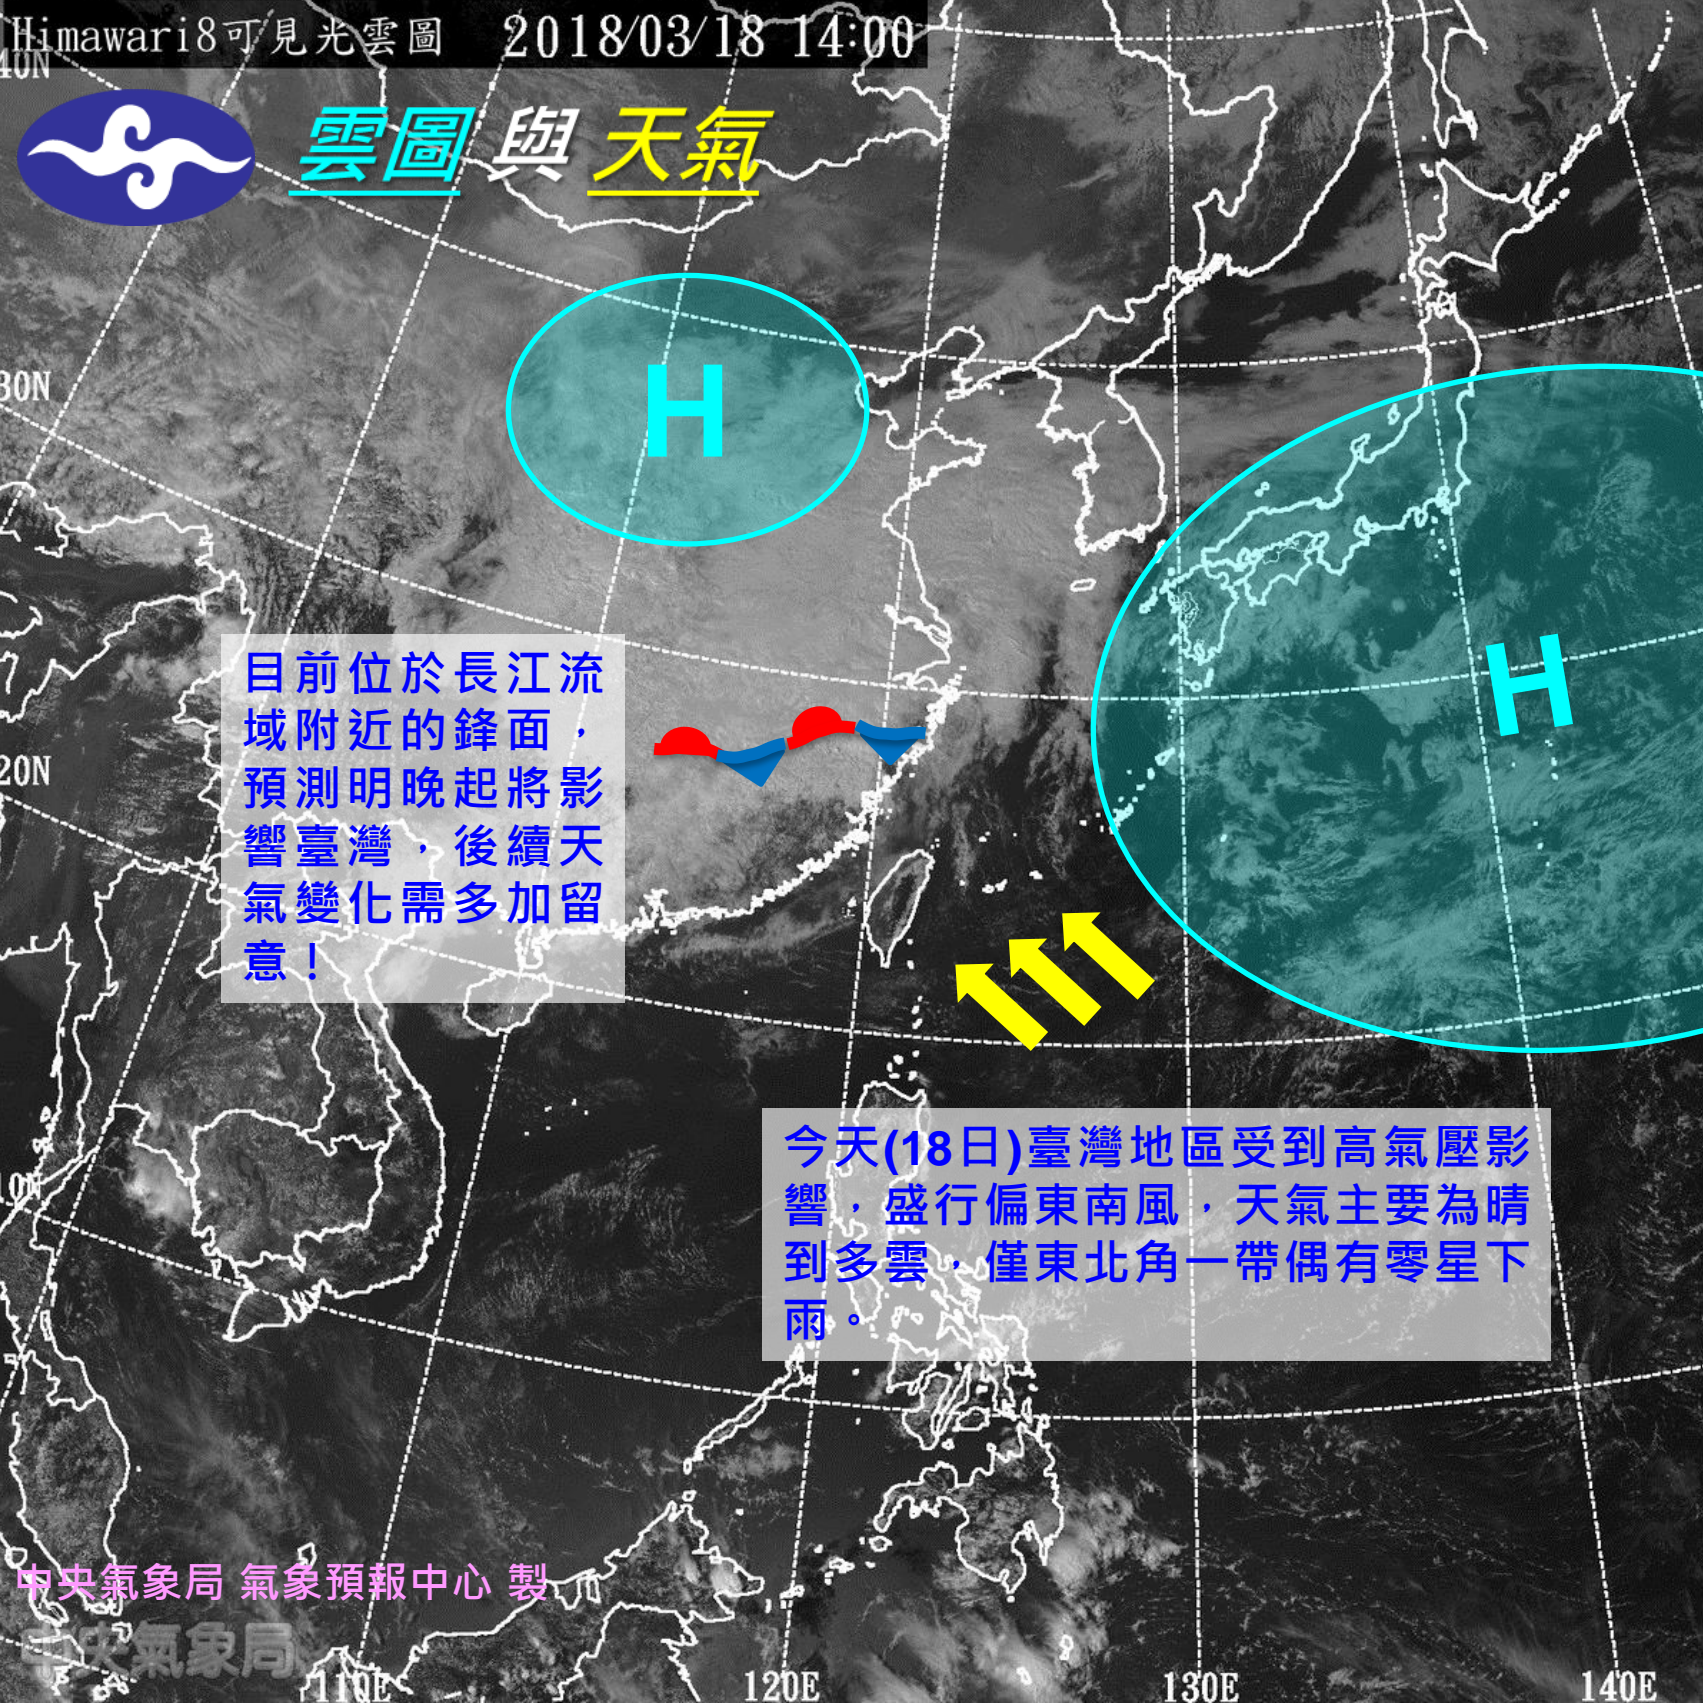 Himawari8可見光雲圖 2018/03/18 14:00
40N
雲圖 與 天氣
H
30N
H
目前位於長江流
域附近的鋒面，
預測明晚起將影
響臺灣，後續天
氣變化需多加留
意！
20N
今天(18日)臺灣地區受到高氣壓影
響，盛行偏東南風，天氣主要為晴
到多雲，僅東北角一帶偶有零星下
雨。
10N
中央氣象局 氣象預報中心 製
中央氣象局
110E 120E 130E 140E